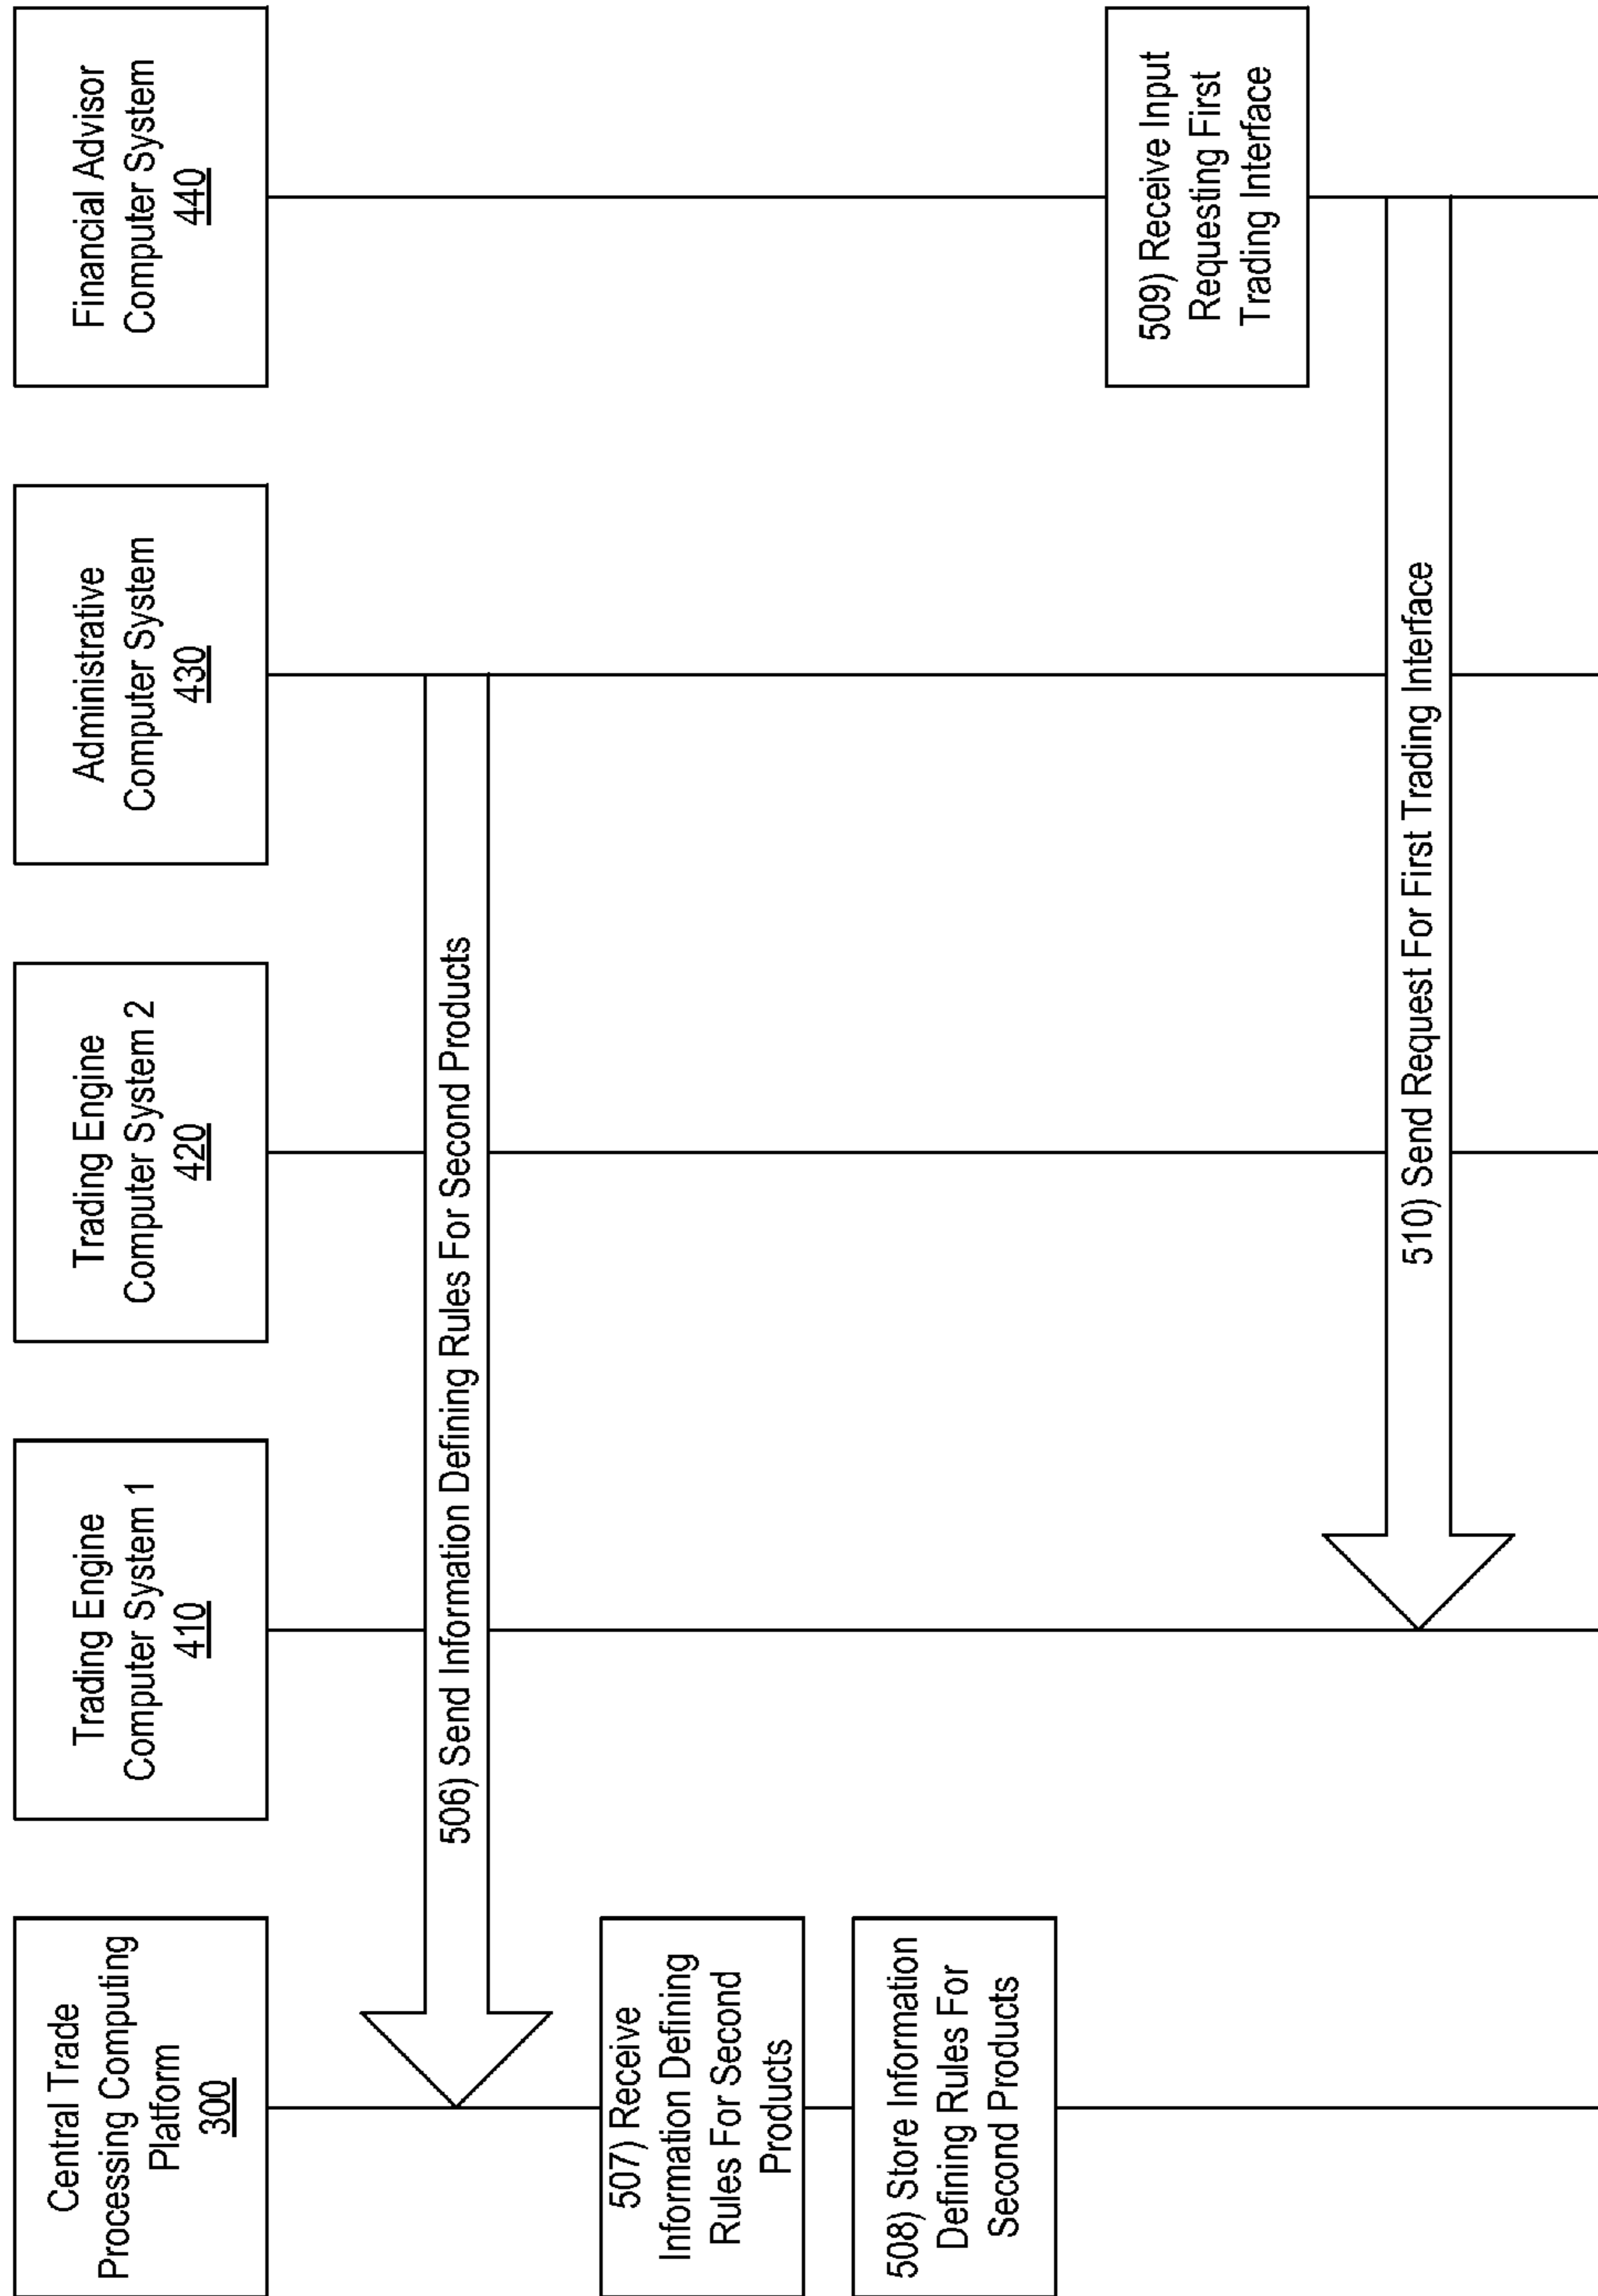 Central Trade
Processing Computing
Platform
300
Trading Engine
Computer System 1
410
Trading Engine
Computer System 2
420
Administrative
Computer System
430
Financial Advisor
Computer System
440
506) Send Information Defining Rules For Second Products
507) Receive
Information Defining
Rules For Second
Products
508) Store Information
Defining Rules For
Second Products
509) Receive Input
Requesting First
Trading Interface
510) Send Request For First Trading Interface